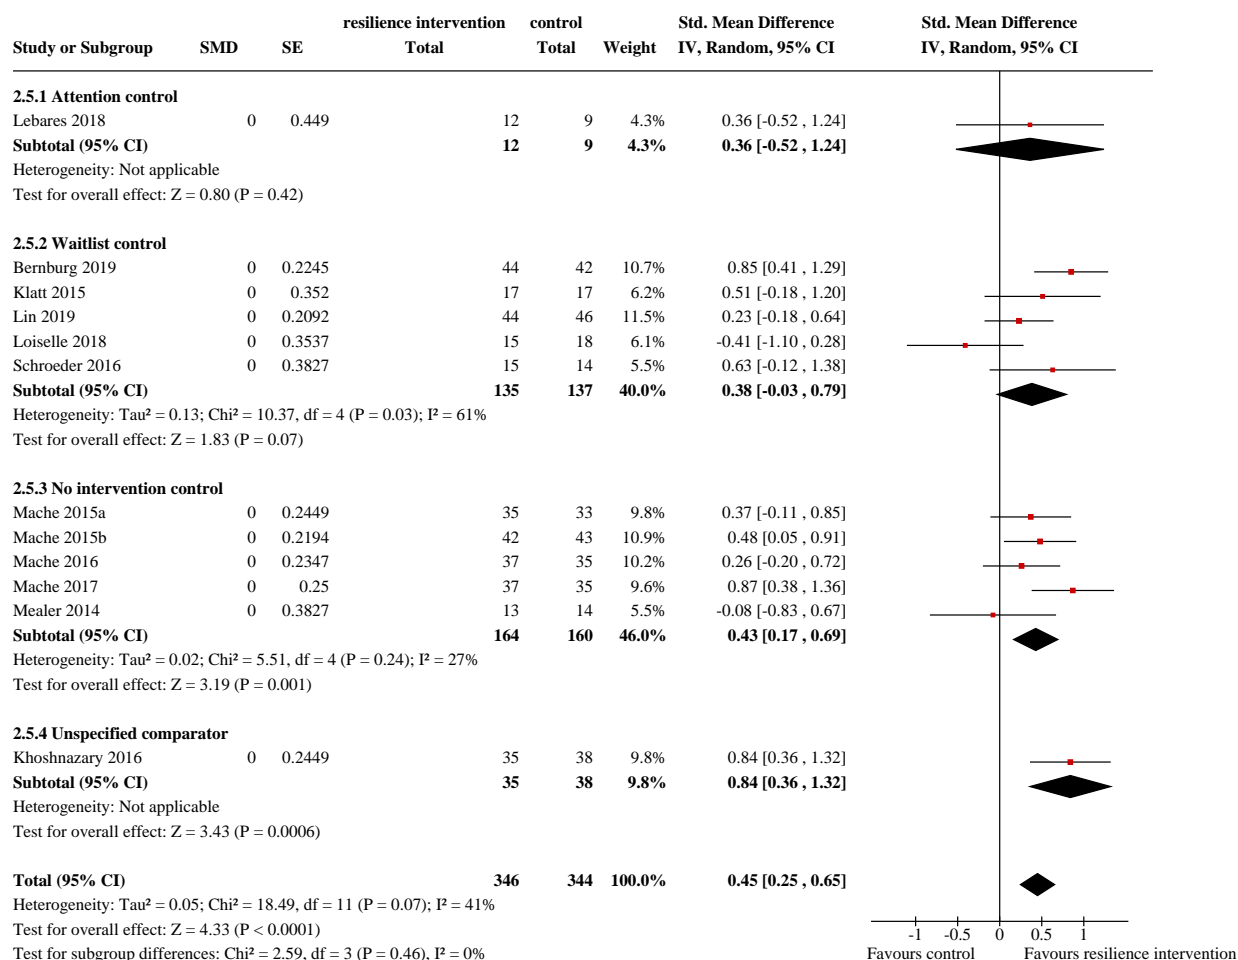 resilience intervention control Std. Mean Difference Std. Mean Difference
Study or Subgroup SMD SE Total Total Weight IV, Random, 95% CI IV, Random, 95% CI
2.5.1 Attention control
Lebares 2018 0 0.449 12 9 4.3% 0.36 [-0.52 , 1.24]
Subtotal (95% CI) 12 9 4.3% 0.36 [-0.52 , 1.24]
Heterogeneity: Not applicable
Test for overall effect: Z = 0.80 (P = 0.42)
2.5.2 Waitlist control
Bernburg 2019 0 0.2245 44 42 10.7% 0.85 [0.41 , 1.29]
Klatt 2015 0 0.352 17 17 6.2% 0.51 [-0.18 , 1.20]
Lin 2019 0 0.2092 44 46 11.5% 0.23 [-0.18 , 0.64]
Loiselle 2018 0 0.3537 15 18 6.1% -0.41 [-1.10 , 0.28]
Schroeder 2016 0 0.3827 15 14 5.5% 0.63 [-0.12 , 1.38]
Subtotal (95% CI) 135 137 40.0% 0.38 [-0.03 , 0.79]
Heterogeneity: Tau² = 0.13; Chi² = 10.37, df = 4 (P = 0.03); I² = 61%
Test for overall effect: Z = 1.83 (P = 0.07)
2.5.3 No intervention control
Mache 2015a 0 0.2449 35 33 9.8% 0.37 [-0.11 , 0.85]
Mache 2015b 0 0.2194 42 43 10.9% 0.48 [0.05 , 0.91]
Mache 2016 0 0.2347 37 35 10.2% 0.26 [-0.20 , 0.72]
Mache 2017 0 0.25 37 35 9.6% 0.87 [0.38 , 1.36]
Mealer 2014 0 0.3827 13 14 5.5% -0.08 [-0.83 , 0.67]
Subtotal (95% CI) 164 160 46.0% 0.43 [0.17 , 0.69]
Heterogeneity: Tau² = 0.02; Chi² = 5.51, df = 4 (P = 0.24); I² = 27%
Test for overall effect: Z = 3.19 (P = 0.001)
2.5.4 Unspecified comparator
Khoshnazary 2016 0 0.2449 35 38 9.8% 0.84 [0.36 , 1.32]
Subtotal (95% CI) 35 38 9.8% 0.84 [0.36 , 1.32]
Heterogeneity: Not applicable
Test for overall effect: Z = 3.43 (P = 0.0006)
Total (95% CI) 346 344 100.0% 0.45 [0.25 , 0.65]
Heterogeneity: Tau² = 0.05; Chi² = 18.49, df = 11 (P = 0.07); I² = 41%
Test for overall effect: Z = 4.33 (P < 0.0001) -1 -0.5 0 0.5 1
Test for subgroup differences: Chi² = 2.59, df = 3 (P = 0.46), I² = 0% Favours control Favours resilience intervention